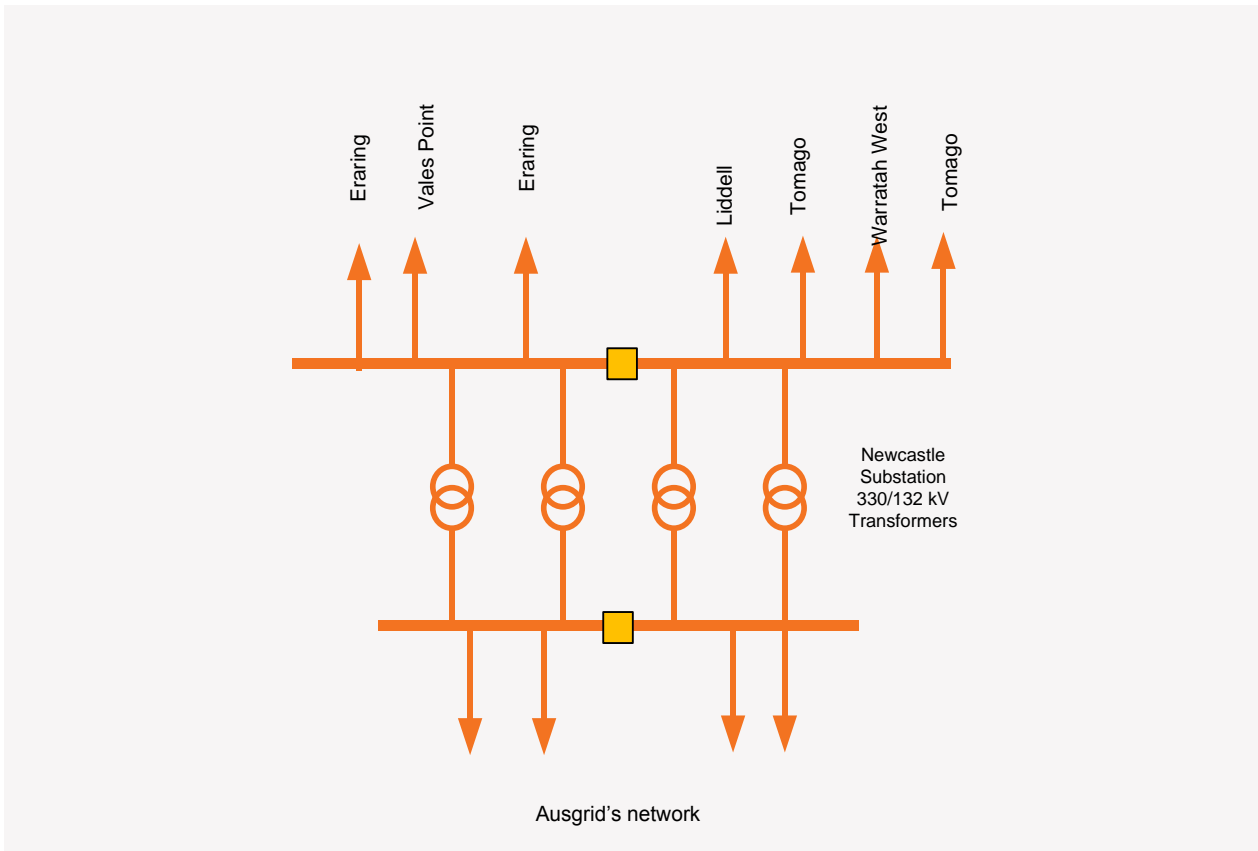 Eraring
Vales Point
Eraring
Liddell
Tomago
Warratah West
Tomago
Newcastle
Substation
330/132 kV
Transformers
Ausgrid's network